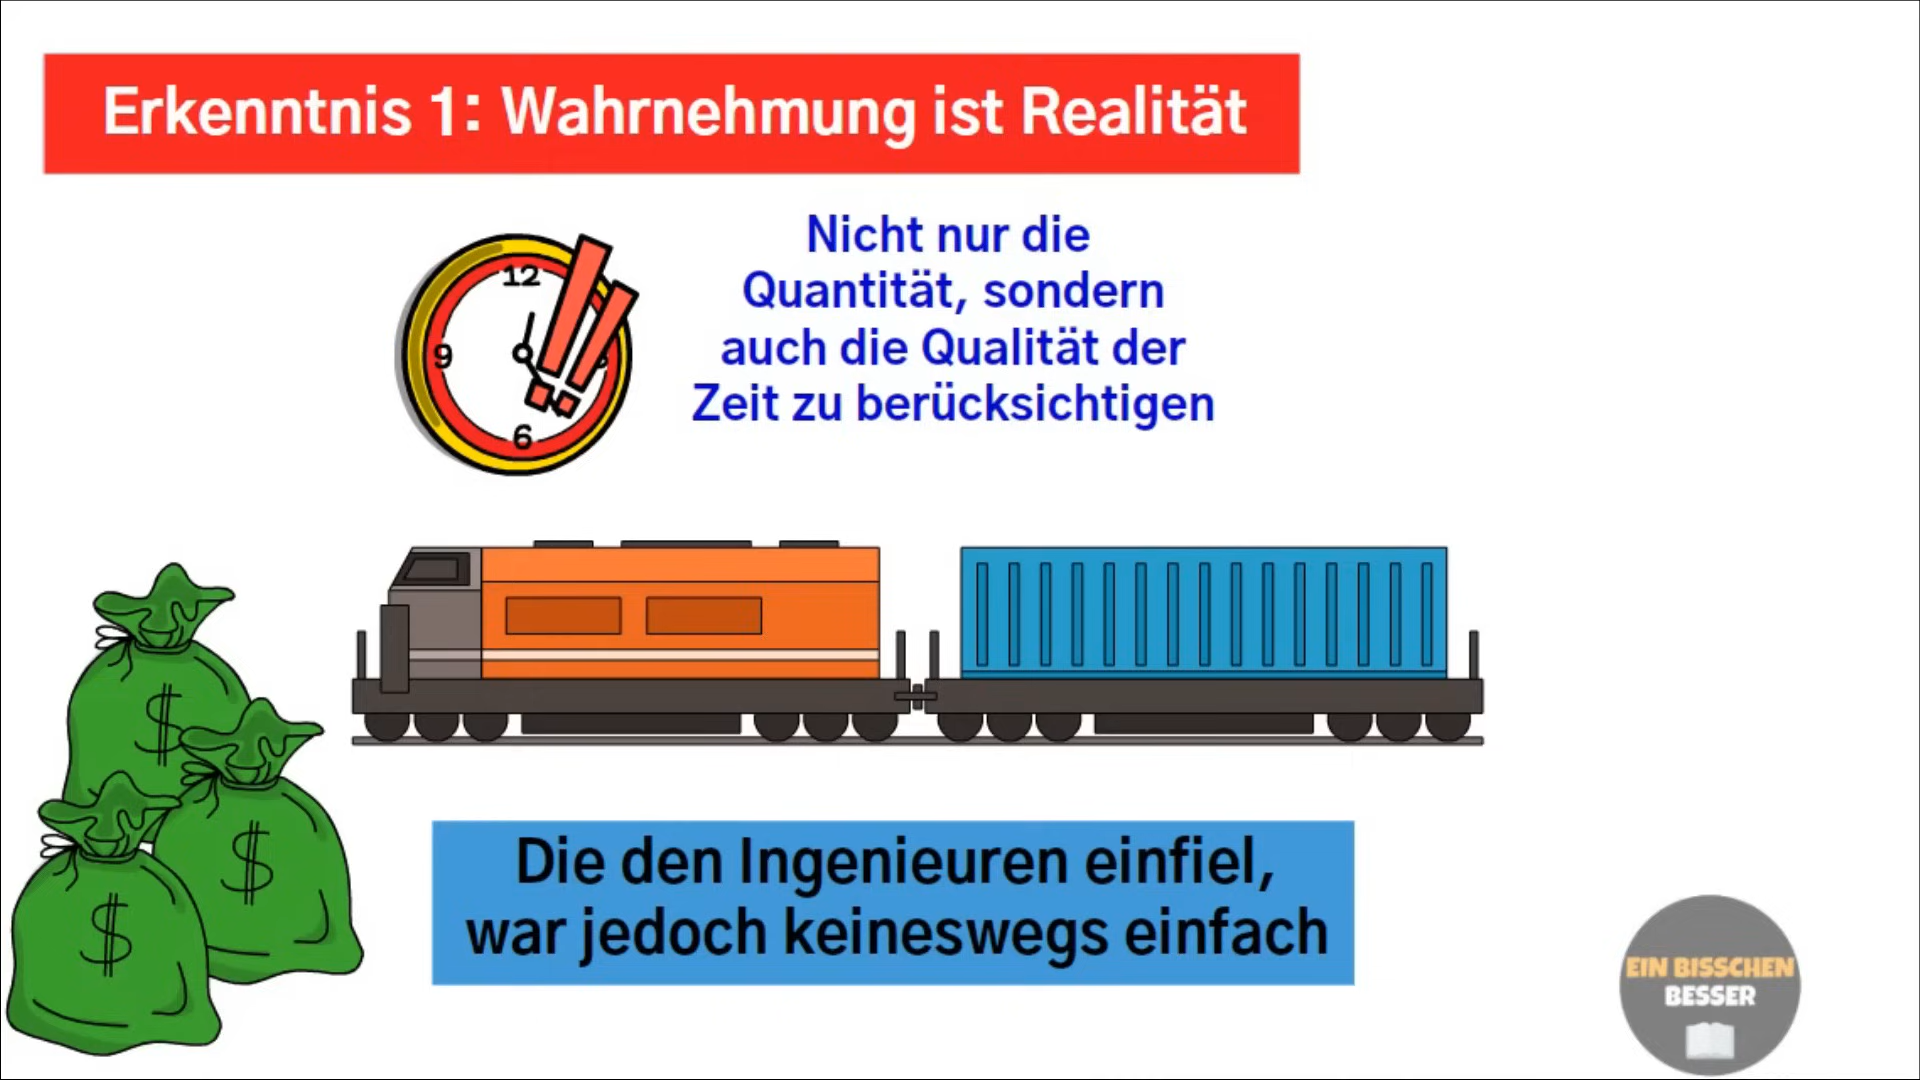 Erkenntnis 1: Wahrnehmung ist Realität
Nicht nur die
Quantität, sondern
auch die Qualität der
Zeit zu berücksichtigen
12
9
6
$
$
$
Die den Ingenieuren einfiel,
war jedoch keineswegs einfach
EIN BISSCHEN
BESSER